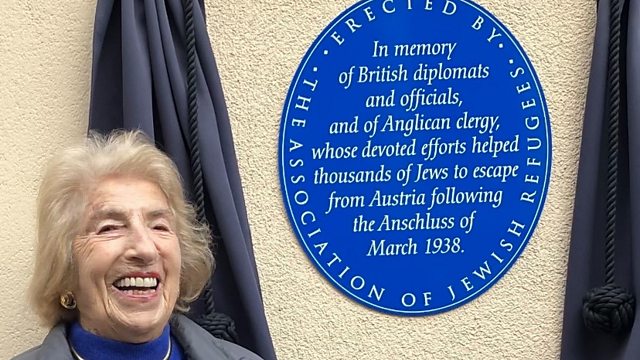 · ERECTED BY ·
THE ASSOCIATION OF JEWISH REFUGEES
In memory
of British diplomats
and officials,
and of Anglican clergy,
whose devoted efforts helped
thousands of Jews to escape
from Austria following
the Anschluss of
March 1938.